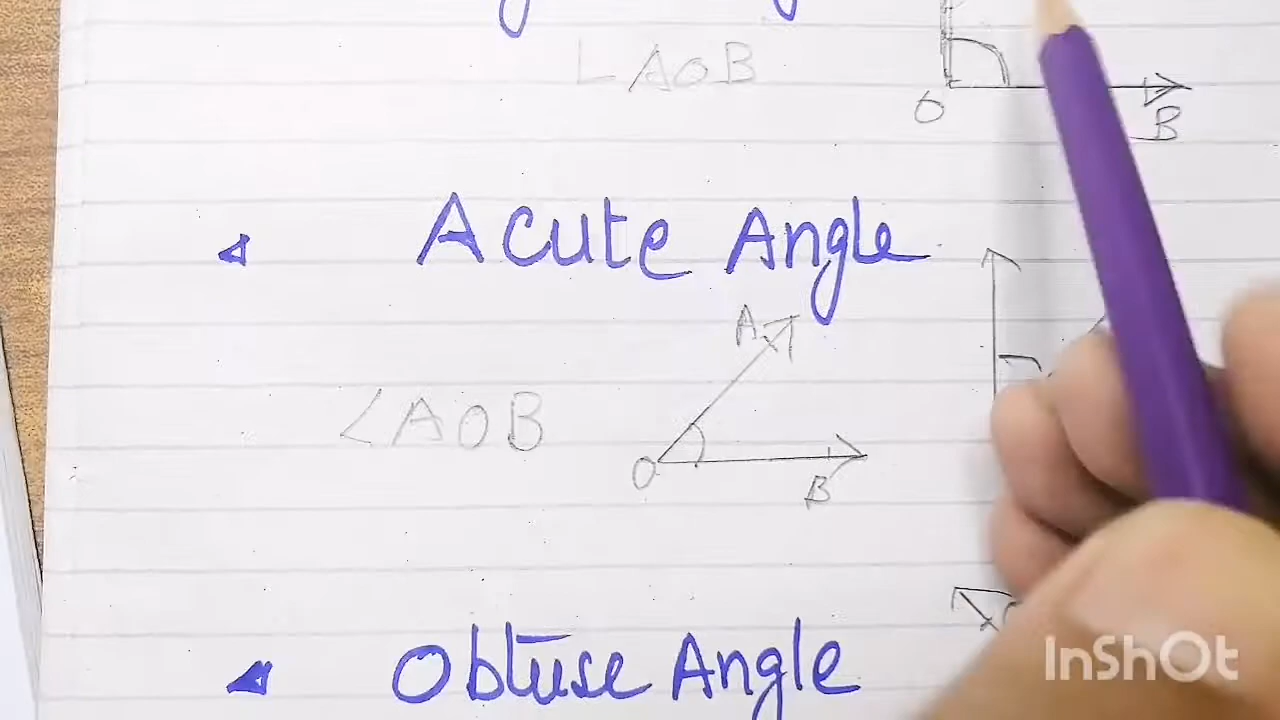 ∟AOB
O
B
Acute Angle
A
∠AOB
O
B
Obtuse Angle
InShOt